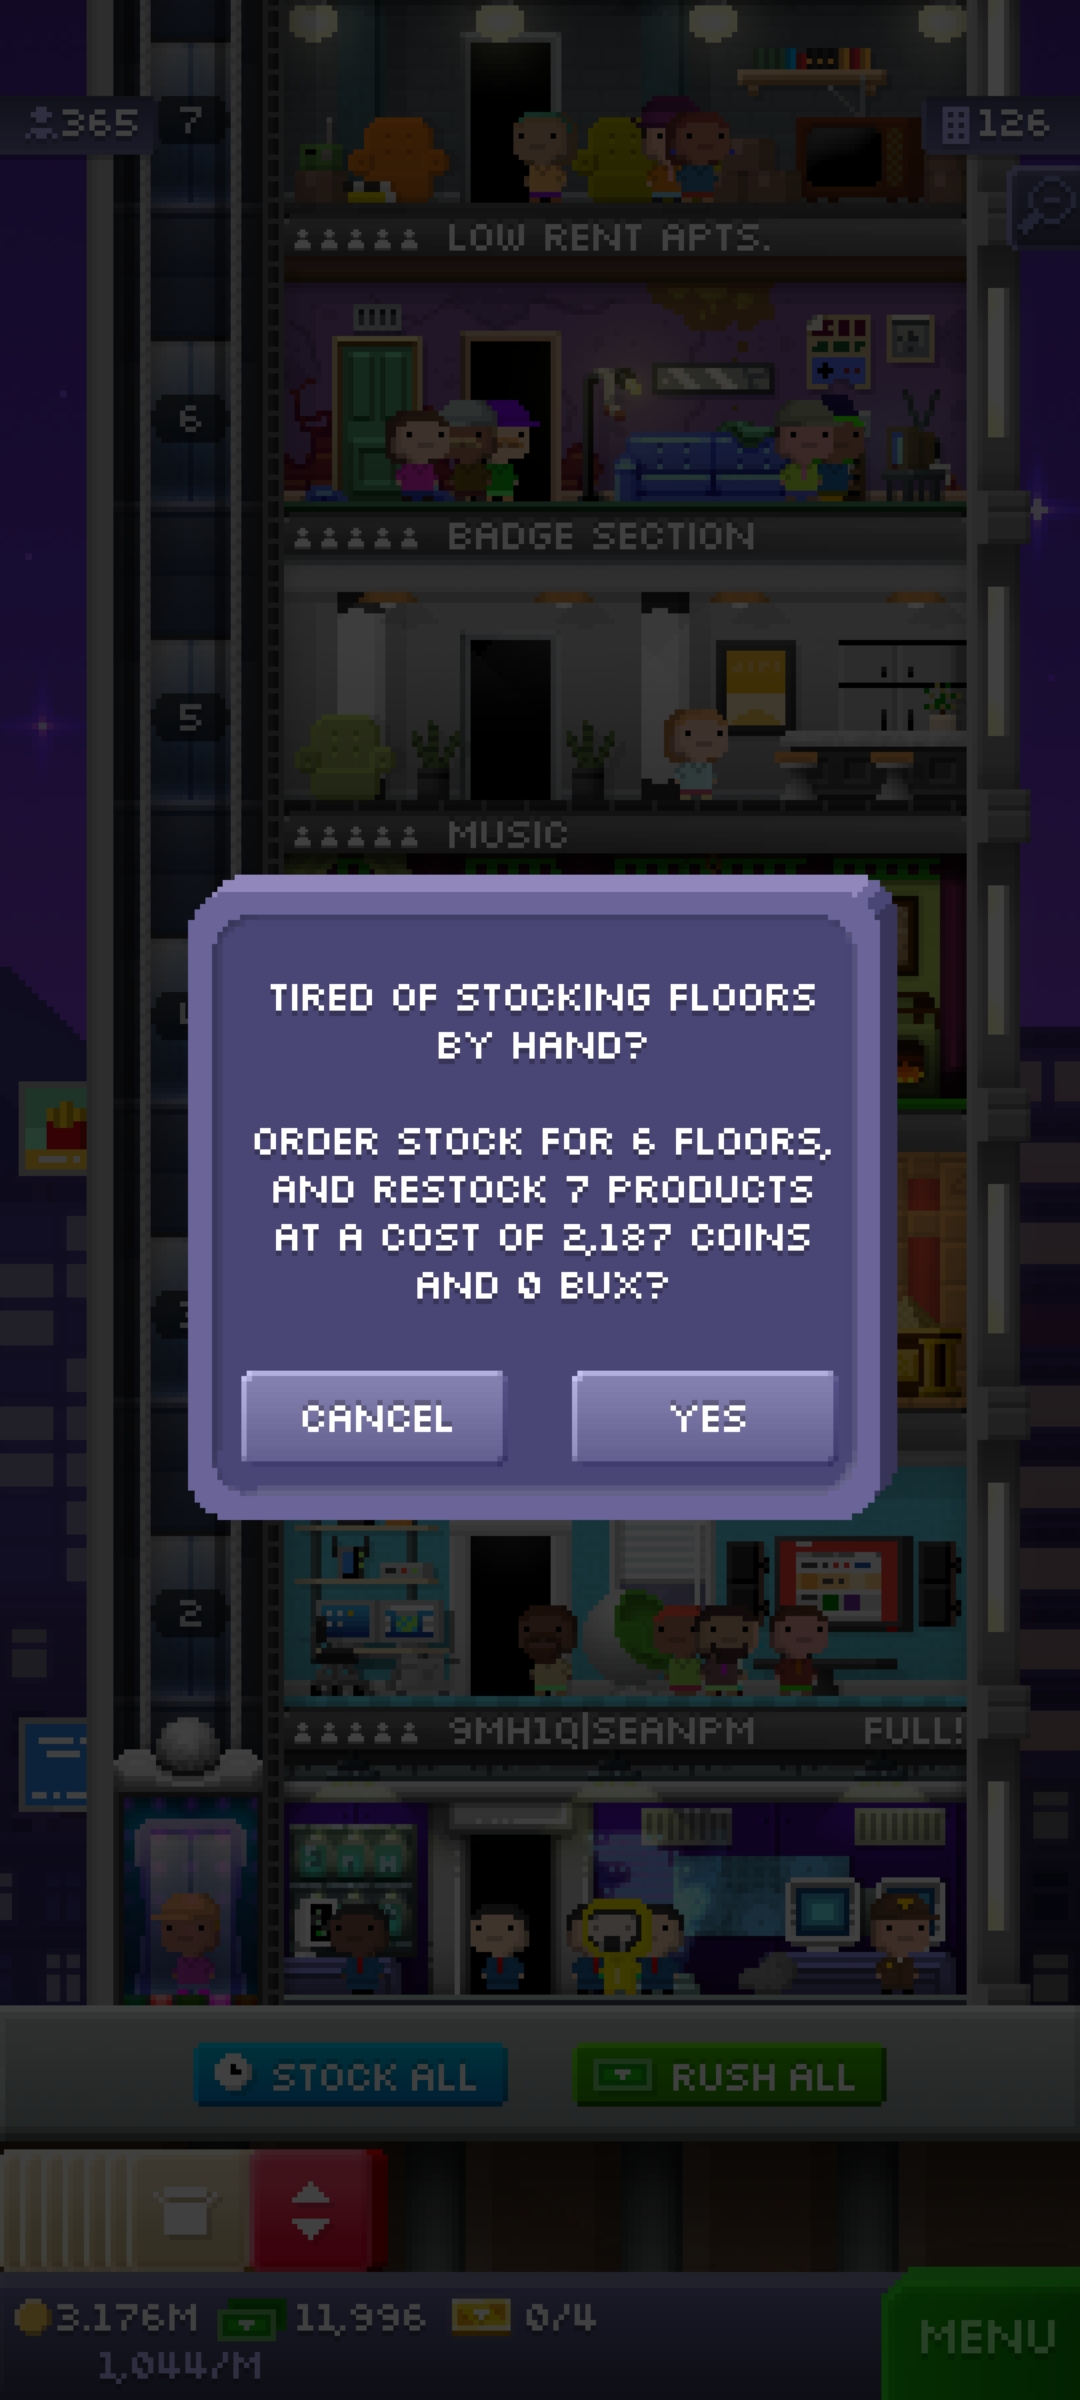 365
7
126
LOW RENT APTS.
6
BADGE SECTION
5
MUSIC
TIRED OF STOCKING FLOORS
BY HAND?
ORDER STOCK FOR 6 FLOORS,
AND RESTOCK 7 PRODUCTS
AT A COST OF 2,187 COINS
AND 0 BUX?
CANCEL
YES
2
9MH1Q|SEANPM
FULL!
STOCK ALL
RUSH ALL
3.176M
11,996
0/4
1,044/M
MENU